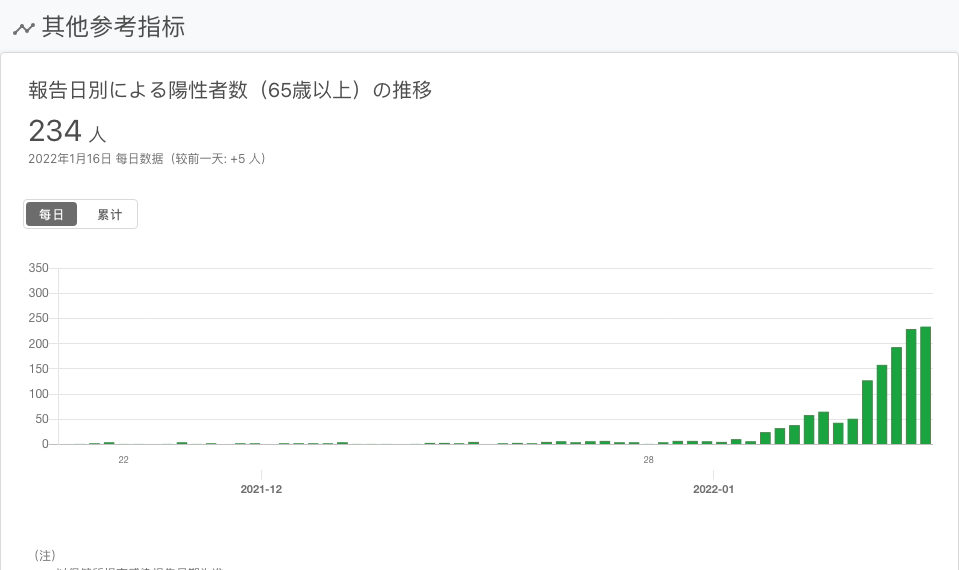 其他参考指标
報告日別による陽性者数（65歳以上）の推移
234 人
2022年1月16日 每日数据（较前一天: +5 人）
每日 累计
350
300
250
200
150
100
50
0
22 28
2021-12 2022-01
（注）